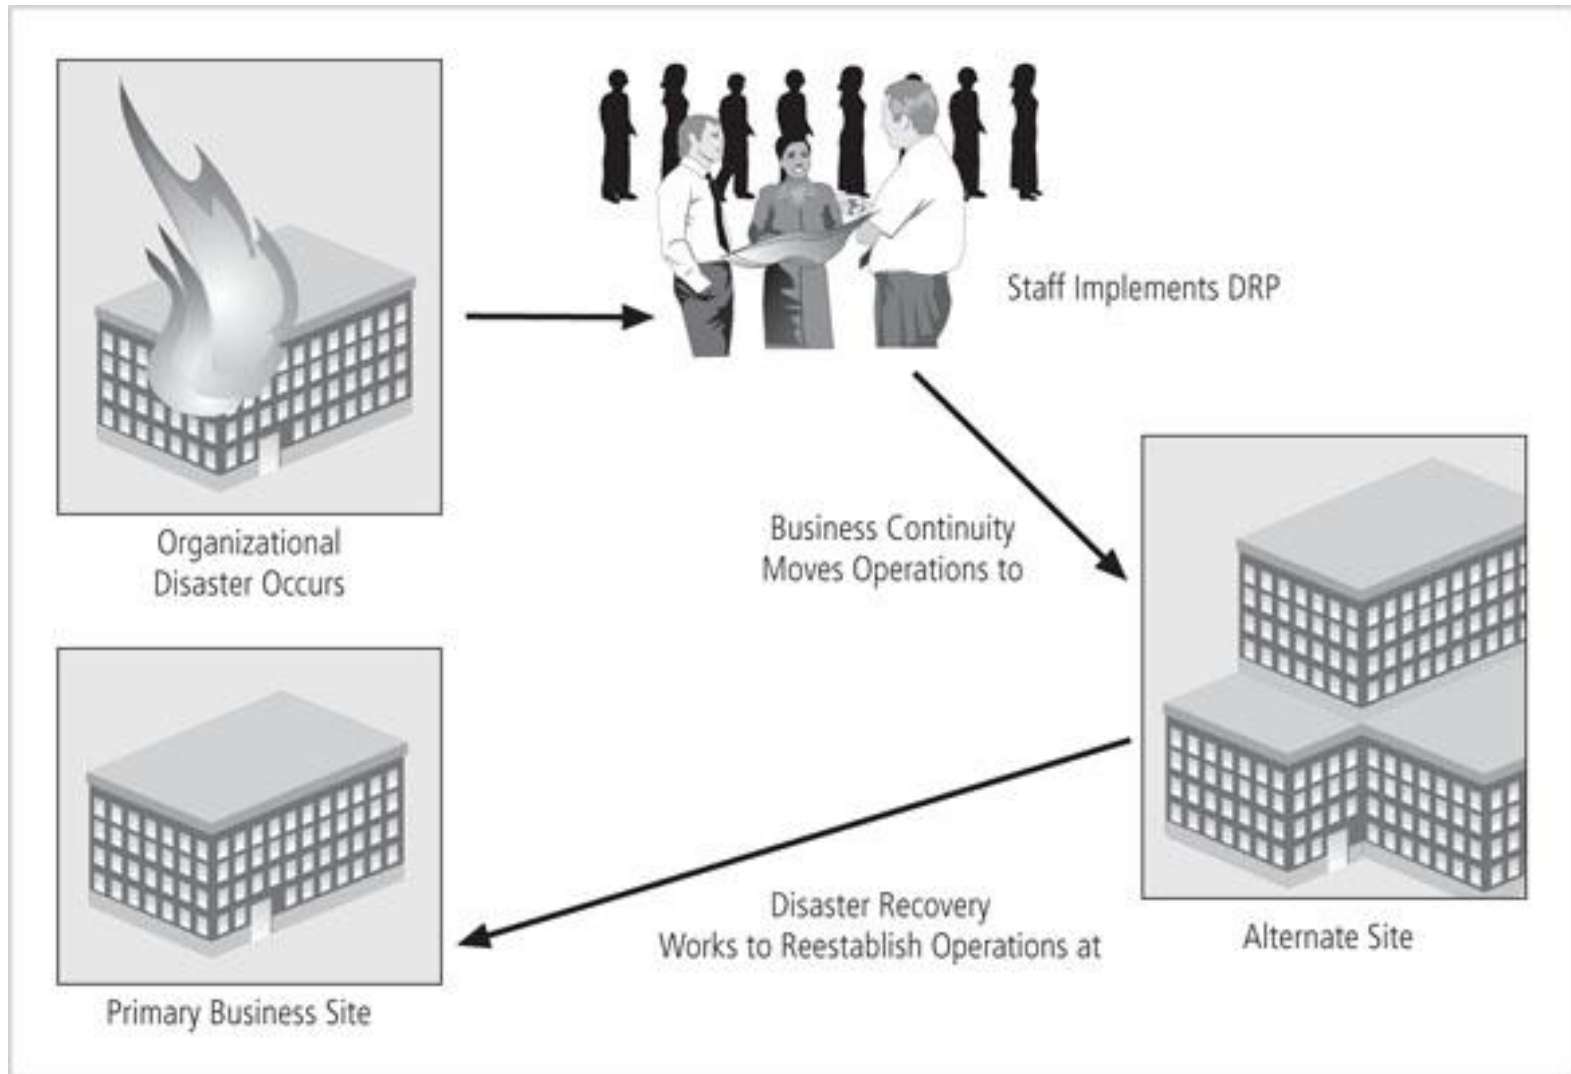 Organizational
Disaster Occurs
Staff Implements DRP
Business Continuity
Moves Operations to
Alternate Site
Disaster Recovery
Works to Reestablish Operations at
Primary Business Site